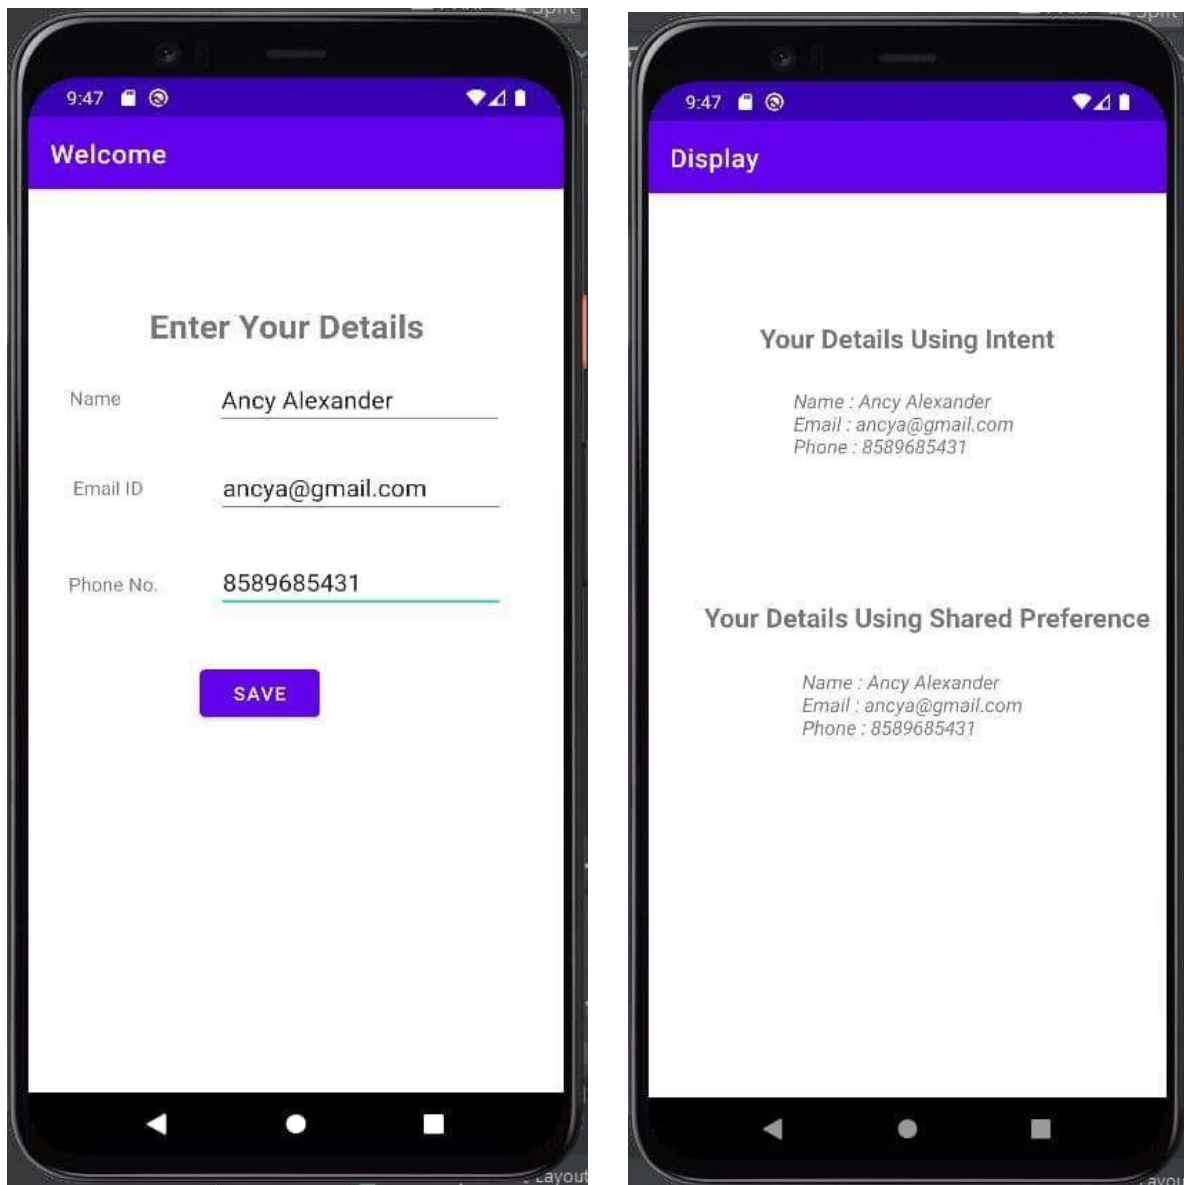 Split
9:47
Welcome
Enter Your Details
Name
Ancy Alexander
Email ID
ancya@gmail.com
Phone No.
8589685431
SAVE
Layout
9:47
Display
Your Details Using Intent
Name : Ancy Alexander
Email : ancya@gmail.com
Phone : 8589685431
Your Details Using Shared Preference
Name : Ancy Alexander
Email : ancya@gmail.com
Phone : 8589685431